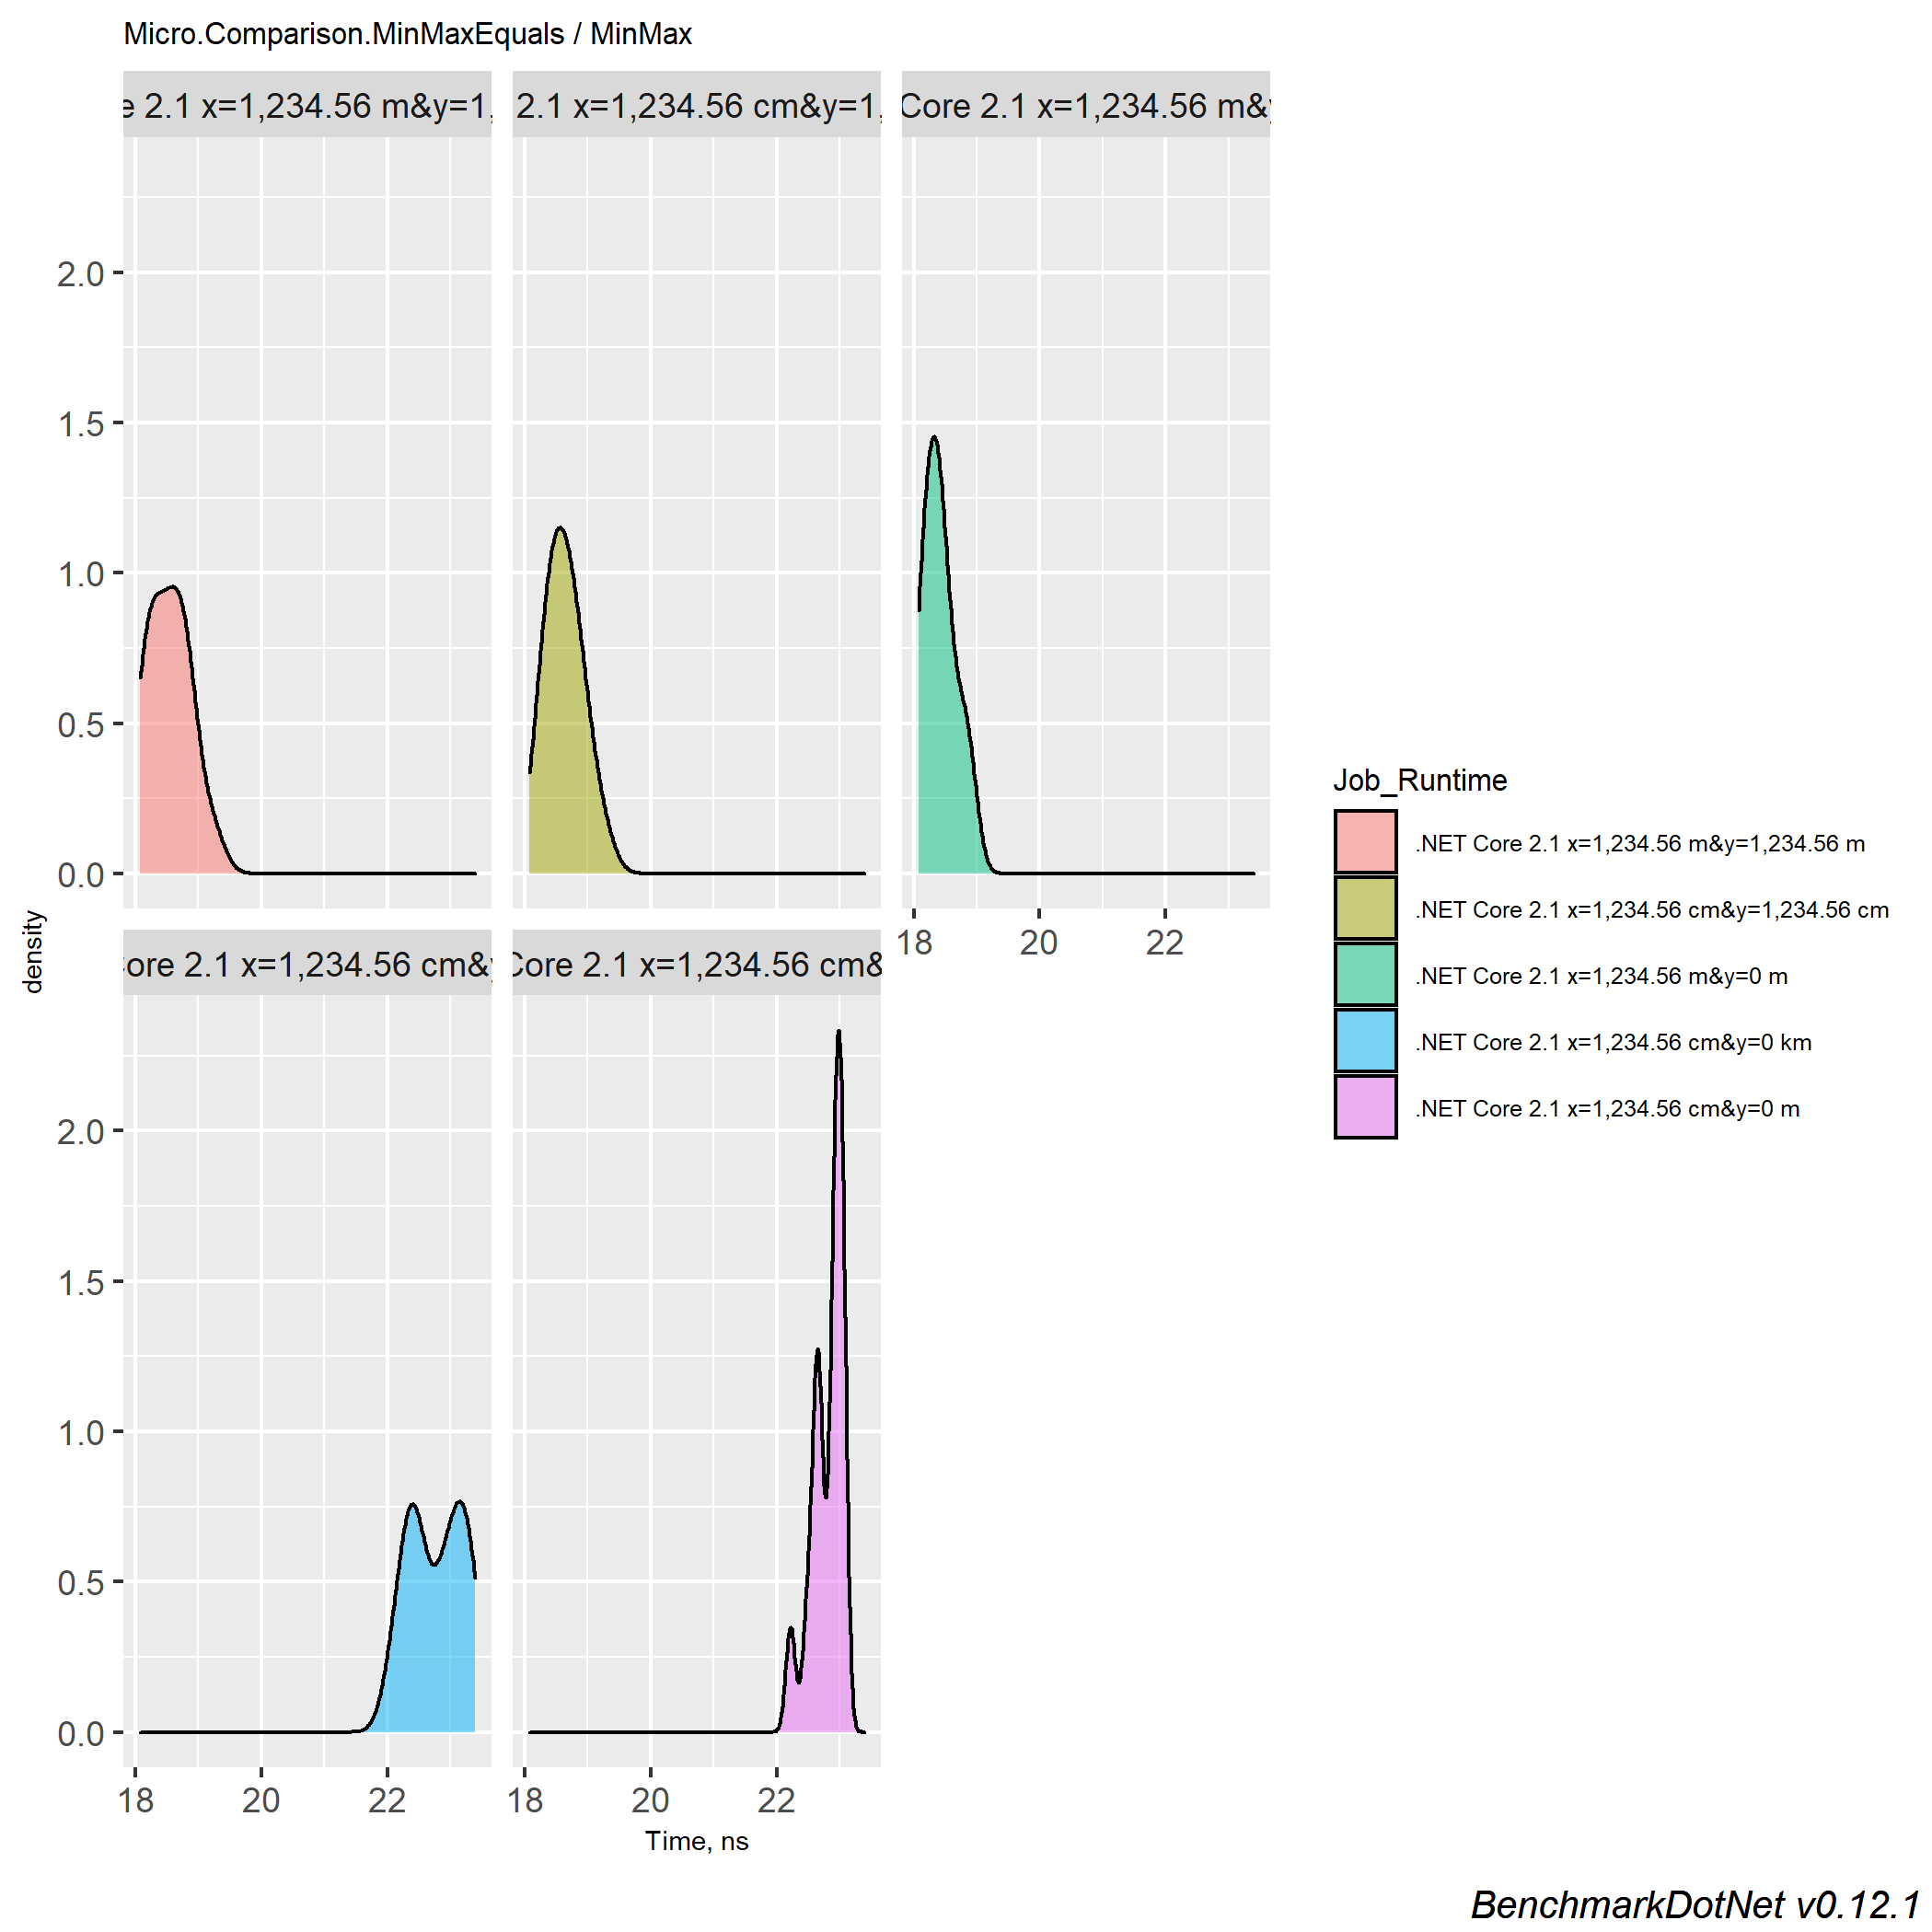 Micro.Comparison.MinMaxEquals / MinMax
e 2.1 x=1,234.56 m&y=1,
2.1 x=1,234.56 cm&y=1,
Core 2.1 x=1,234.56 m&y
2.0
1.5
1.0
0.5
0.0
18 20 22
density
Core 2.1 x=1,234.56 cm&y
Core 2.1 x=1,234.56 cm&
2.0
1.5
1.0
0.5
0.0
18 20 22
18 20 22
Time, ns
Job_Runtime
.NET Core 2.1 x=1,234.56 m&y=1,234.56 m
.NET Core 2.1 x=1,234.56 cm&y=1,234.56 cm
.NET Core 2.1 x=1,234.56 m&y=0 m
.NET Core 2.1 x=1,234.56 cm&y=0 km
.NET Core 2.1 x=1,234.56 cm&y=0 m
BenchmarkDotNet v0.12.1